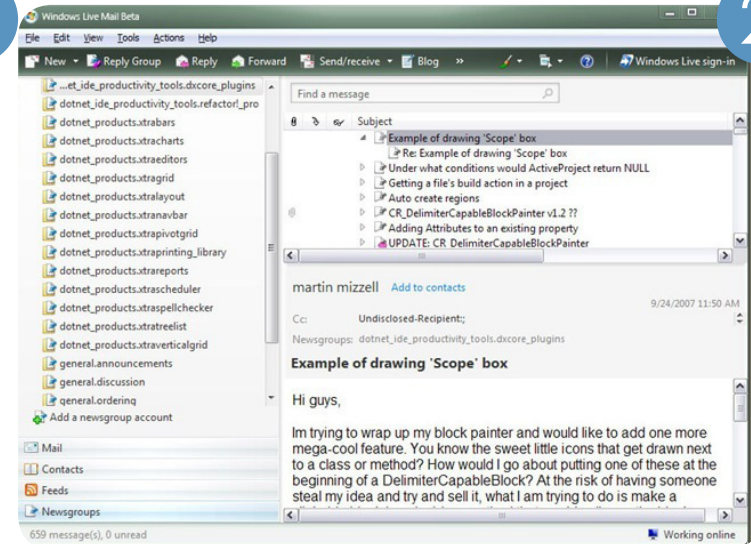 Windows Live Mail Beta
File Edit View Tools Actions Help
New Reply Group Reply Forward Send/receive Blog » Windows Live sign-in
...et_ide_productivity_tools.dxcore_plugins
dotnet_ide_productivity_tools.refactor!_pro
dotnet_products.xtrabars
dotnet_products.xtracharts
dotnet_products.xtraeditors
dotnet_products.xtragrid
dotnet_products.xtralayout
dotnet_products.xtranavbar
dotnet_products.xtrapivotgrid
dotnet_products.xtraprinting_library
dotnet_products.xtrareports
dotnet_products.xtrascheduler
dotnet_products.xtraspellchecker
dotnet_products.xtratreelist
dotnet_products.xtraverticalgrid
general.announcements
general.discussion
general.ordering
Add a newsgroup account
Mail
Contacts
Feeds
Newsgroups
Find a message
Subject
Example of drawing 'Scope' box
Re: Example of drawing 'Scope' box
Under what conditions would ActiveProject return NULL
Getting a file's build action in a project
Auto create regions
CR_DelimiterCapableBlockPainter v1.2 ??
Adding Attributes to an existing property
UPDATE: CR_DelimiterCapableBlockPainter
martin mizzell Add to contacts
9/24/2007 11:50 AM
Cc: Undisclosed-Recipient:;
Newsgroups: dotnet_ide_productivity_tools.dxcore_plugins
Example of drawing 'Scope' box
Hi guys,
Im trying to wrap up my block painter and would like to add one more
mega-cool feature. You know the sweet little icons that get drawn next
to a class or method? How would I go about putting one of these at the
beginning of a DelimiterCapableBlock? At the risk of having someone
steal my idea and try and sell it, what I am trying to do is make a
659 message(s), 0 unread
Working online